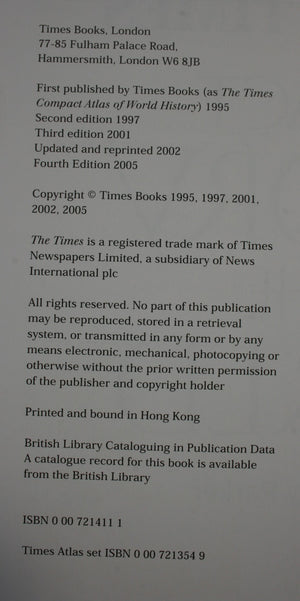 Times Books, London
77-85 Fulham Palace Road,
Hammersmith, London W6 8JB
First published by Times Books (as The Times
Compact Atlas of World History) 1995
Second edition 1997
Third edition 2001
Updated and reprinted 2002
Fourth Edition 2005
Copyright © Times Books 1995, 1997, 2001,
2002, 2005
The Times is a registered trade mark of Times
Newspapers Limited, a subsidiary of News
International plc
All rights reserved. No part of this publication
may be reproduced, stored in a retrieval
system, or transmitted in any form or by any
means electronic, mechanical, photocopying or
otherwise without the prior written permission
of the publisher and copyright holder
Printed and bound in Hong Kong
British Library Cataloguing in Publication Data
A catalogue record for this book is available
from the British Library
ISBN 0 00 721411 1
Times Atlas set ISBN 0 00 721354 9